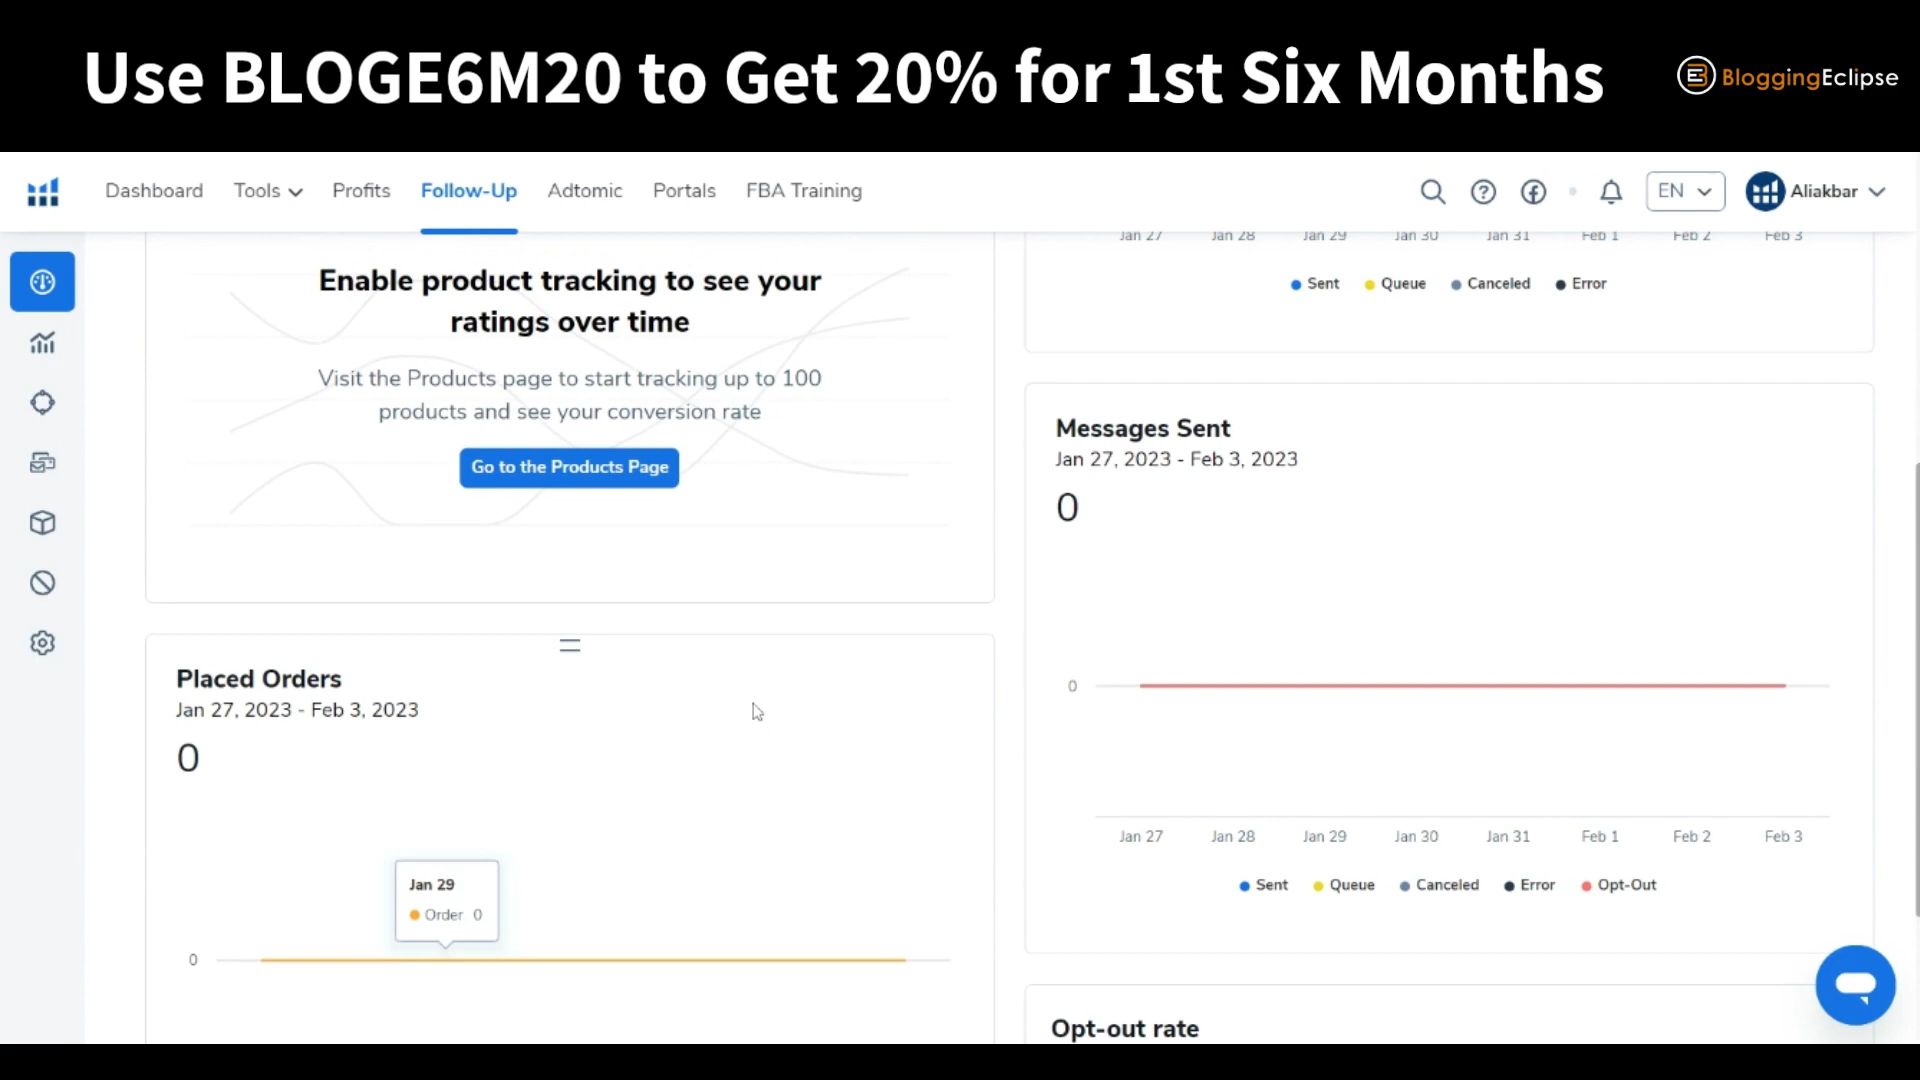 Use BLOGE6M20 to Get 20% for 1st Six Months
BloggingEclipse
Dashboard
Tools
Profits
Follow-Up
Adtomic
Portals
FBA Training
EN
Aliakbar
Enable product tracking to see your
ratings over time
Visit the Products page to start tracking up to 100
products and see your conversion rate
Go to the Products Page
Placed Orders
Jan 27, 2023 - Feb 3, 2023
0
Jan 29
Order 0
0
Jan 27 Jan 28 Jan 29 Jan 30 Jan 31 Feb 1 Feb 2 Feb 3
Sent Queue Canceled Error
Messages Sent
Jan 27, 2023 - Feb 3, 2023
0
0
Jan 27 Jan 28 Jan 29 Jan 30 Jan 31 Feb 1 Feb 2 Feb 3
Sent Queue Canceled Error Opt-Out
Opt-out rate